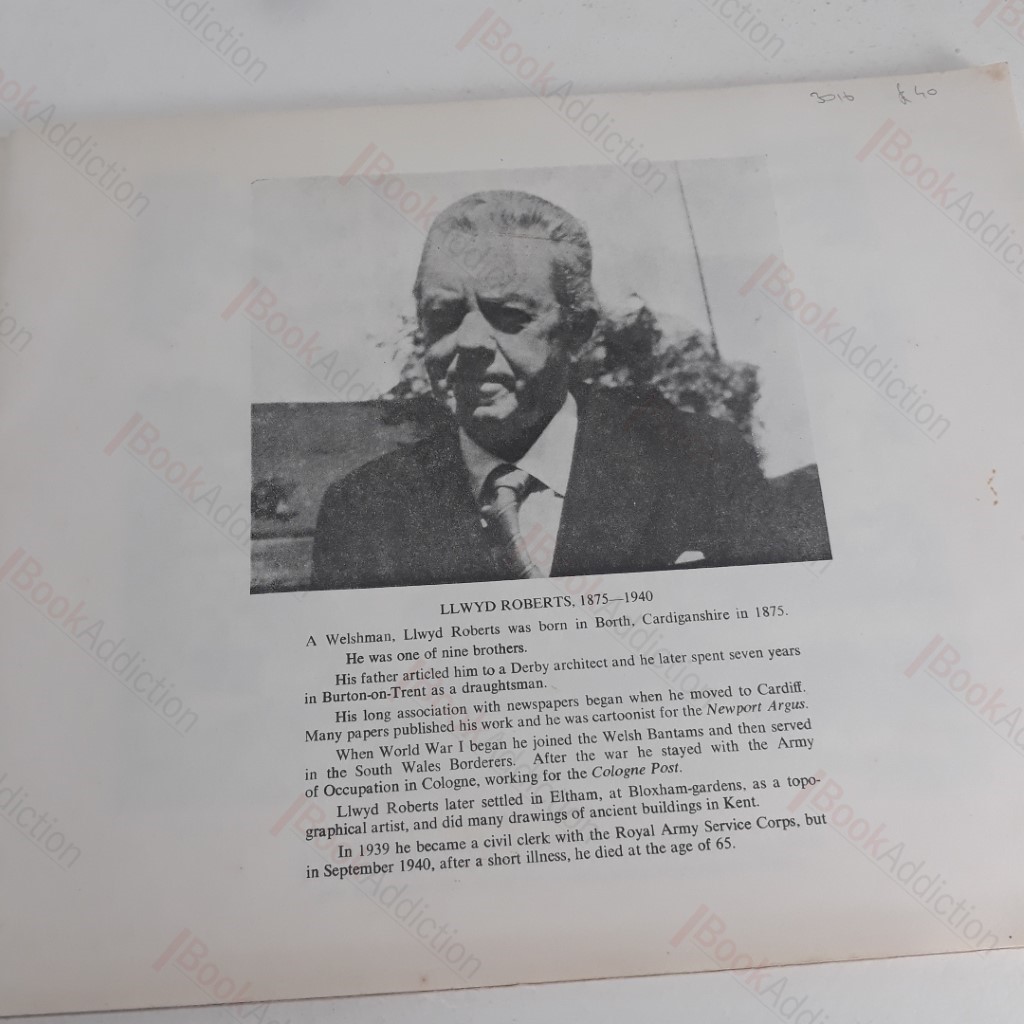 3016 £40
LLWYD ROBERTS, 1875—1940
A Welshman, Llwyd Roberts was born in Borth, Cardiganshire in 1875.
He was one of nine brothers.
His father articled him to a Derby architect and he later spent seven years
in Burton-on-Trent as a draughtsman.
His long association with newspapers began when he moved to Cardiff.
Many papers published his work and he was cartoonist for the Newport Argus.
When World War I began he joined the Welsh Bantams and then served
in the South Wales Borderers. After the war he stayed with the Army
of Occupation in Cologne, working for the Cologne Post.
Llwyd Roberts later settled in Eltham, at Bloxham-gardens, as a topo-
graphical artist, and did many drawings of ancient buildings in Kent.
In 1939 he became a civil clerk with the Royal Army Service Corps, but
in September 1940, after a short illness, he died at the age of 65.
BookAddiction